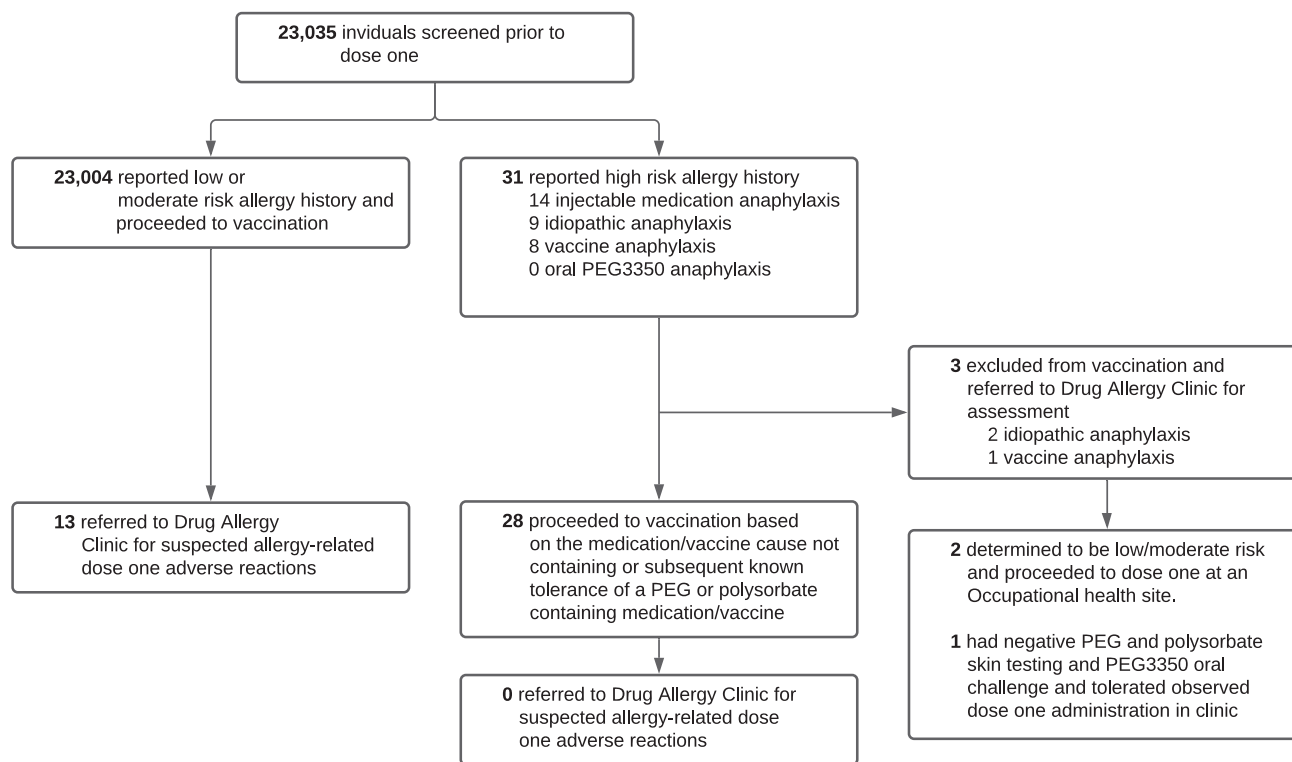 23,035 inviduals screened prior to
dose one
23,004 reported low or
moderate risk allergy history and
proceeded to vaccination
31 reported high risk allergy history
14 injectable medication anaphylaxis
9 idiopathic anaphylaxis
8 vaccine anaphylaxis
0 oral PEG3350 anaphylaxis
3 excluded from vaccination and
referred to Drug Allergy Clinic for
assessment
2 idiopathic anaphylaxis
1 vaccine anaphylaxis
13 referred to Drug Allergy
Clinic for suspected allergy-related
dose one adverse reactions
28 proceeded to vaccination based
on the medication/vaccine cause not
containing or subsequent known
tolerance of a PEG or polysorbate
containing medication/vaccine
2 determined to be low/moderate risk
and proceeded to dose one at an
Occupational health site.
1 had negative PEG and polysorbate
skin testing and PEG3350 oral
challenge and tolerated observed
dose one administration in clinic
0 referred to Drug Allergy Clinic for
suspected allergy-related dose
one adverse reactions